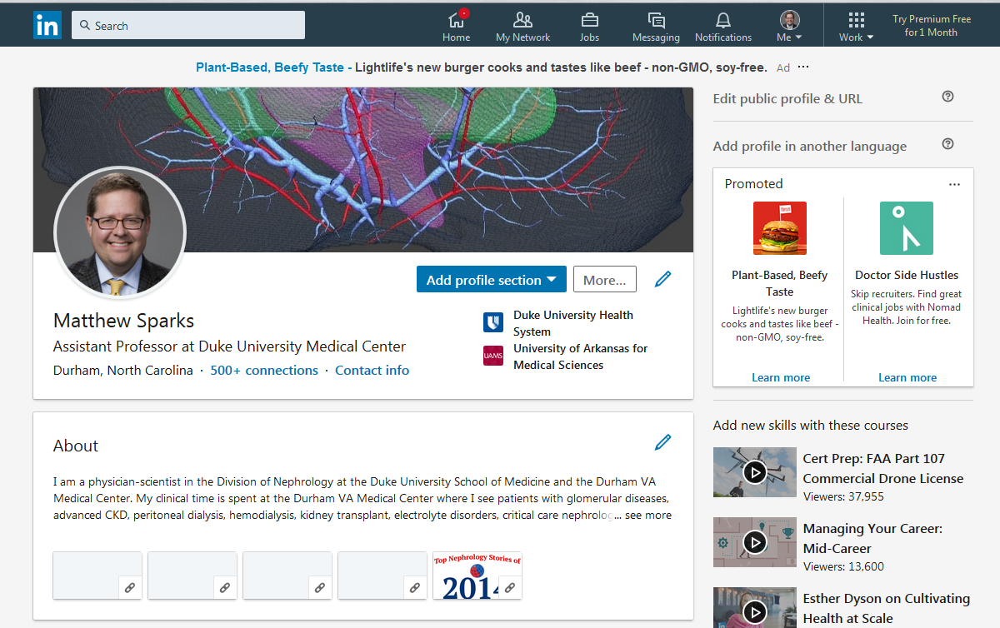 in
Search
Home
My Network
Jobs
Messaging
Notifications
Me
Work
Try Premium Free
for 1 Month
Plant-Based, Beefy Taste - Lightlife's new burger cooks and tastes like beef - non-GMO, soy-free. Ad ...
Edit public profile & URL
Add profile in another language
Promoted
Plant-Based, Beefy
Taste
Lightlife's new burger
cooks and tastes like beef -
non-GMO, soy-free.
Learn more
Doctor Side Hustles
Skip recruiters. Find great
clinical jobs with Nomad
Health. Join for free.
Learn more
Add profile section
More...
Matthew Sparks
Assistant Professor at Duke University Medical Center
Durham, North Carolina · 500+ connections · Contact info
Duke University Health
System
UAMS
University of Arkansas for
Medical Sciences
About
I am a physician-scientist in the Division of Nephrology at the Duke University School of Medicine and the Durham VA
Medical Center. My clinical time is spent at the Durham VA Medical Center where I see patients with glomerular diseases,
advanced CKD, peritoneal dialysis, hemodialysis, kidney transplant, electrolyte disorders, critical care nephrolog... see more
Top Nephrology Stories of
2014
Add new skills with these courses
Cert Prep: FAA Part 107
Commercial Drone License
Viewers: 37,955
Managing Your Career:
Mid-Career
Viewers: 13,600
Esther Dyson on Cultivating
Health at Scale